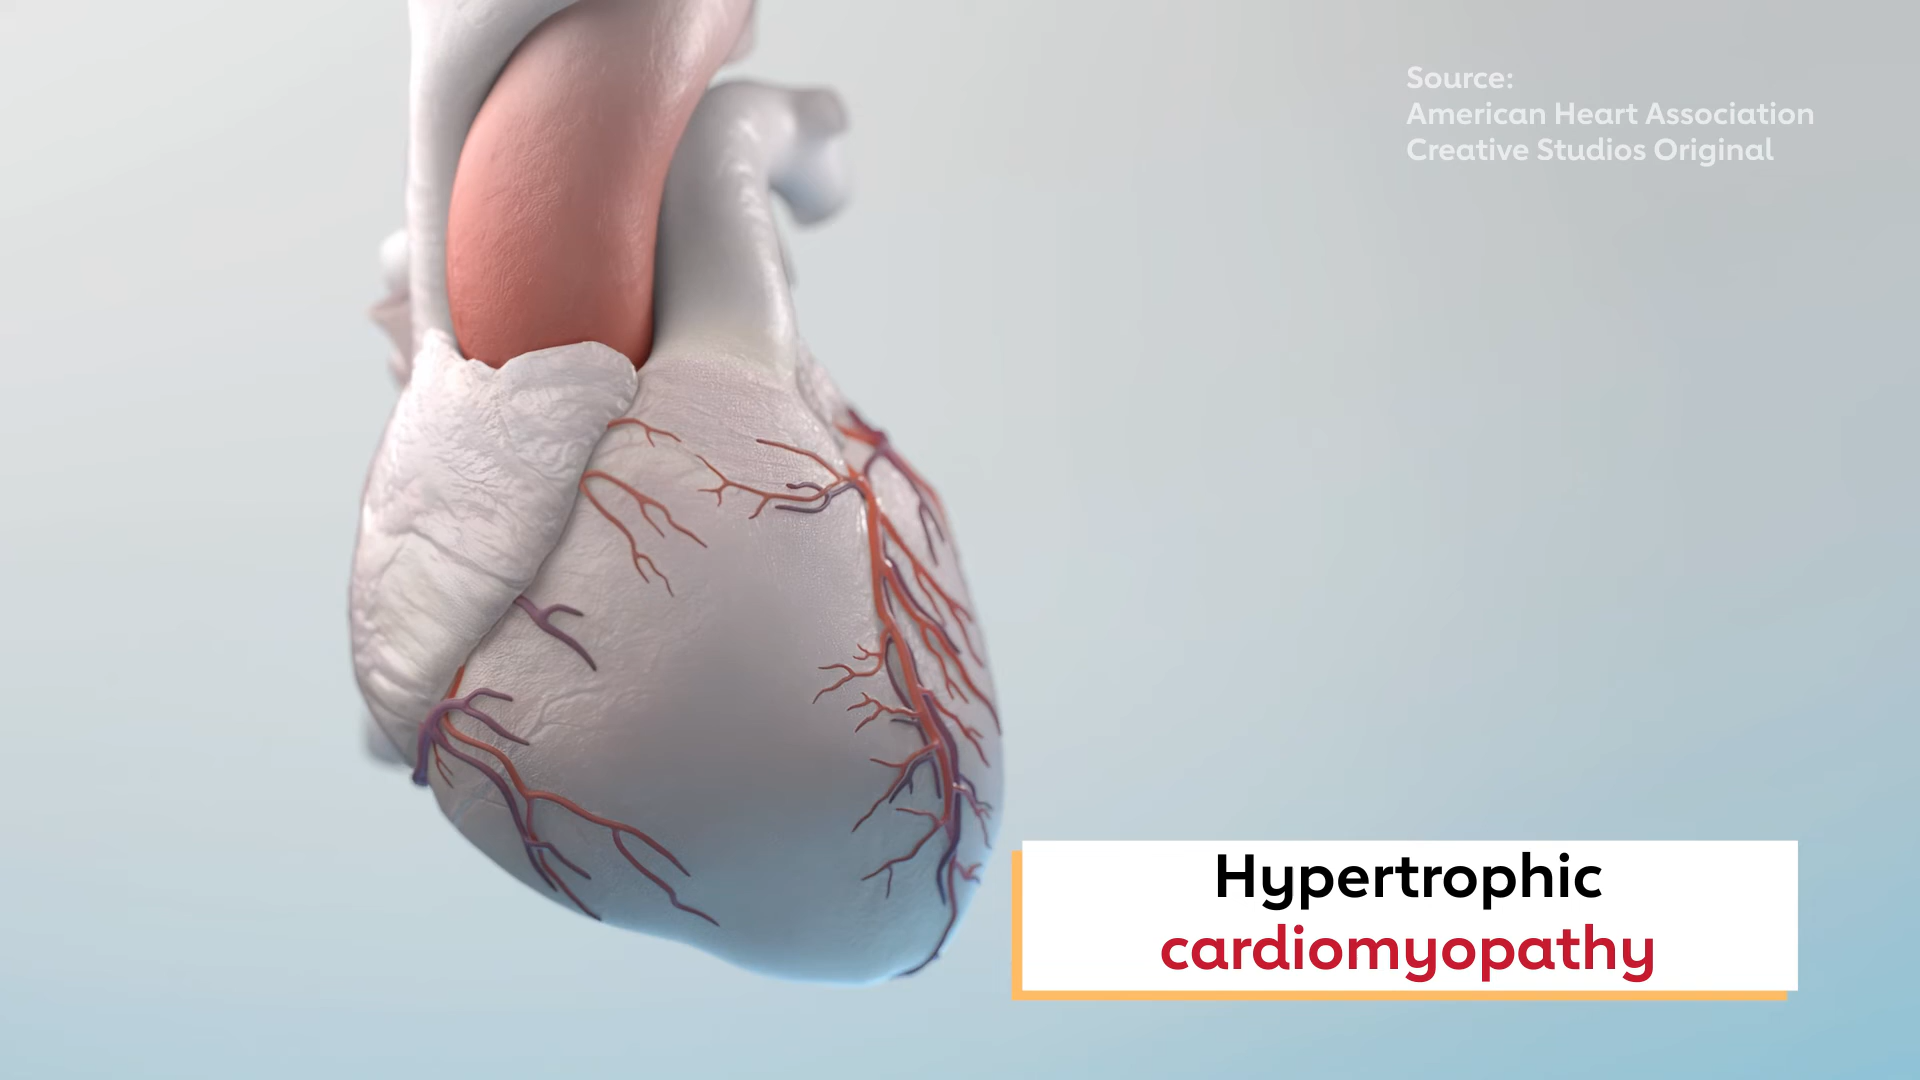 Source:
American Heart Association
Creative Studios Original
Hypertrophic
cardiomyopathy